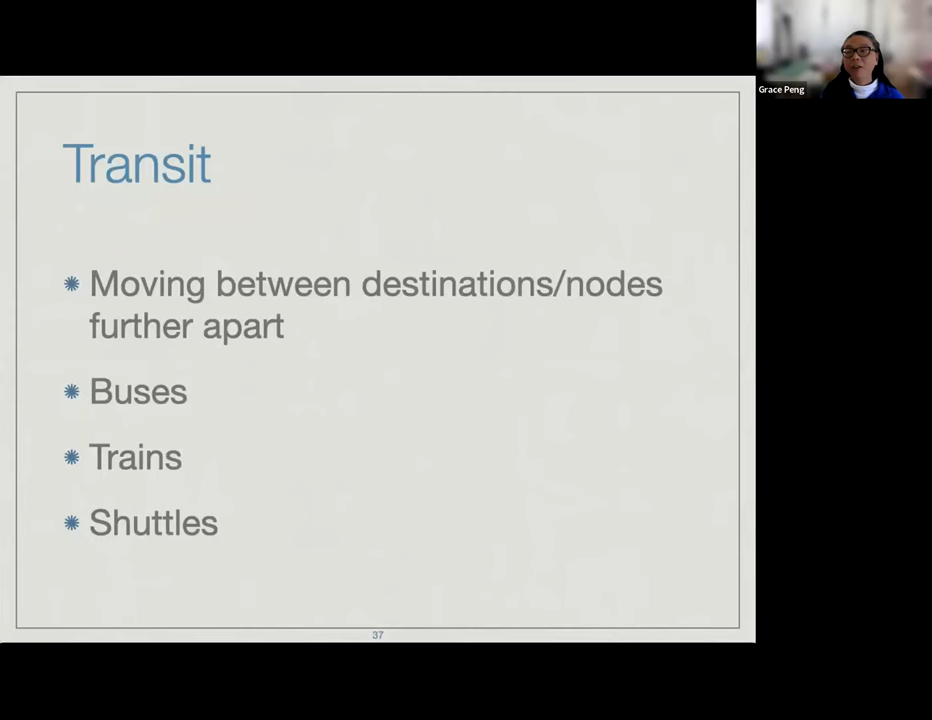 Grace Peng
Transit
Moving between destinations/nodes
further apart
Buses
Trains
Shuttles
37